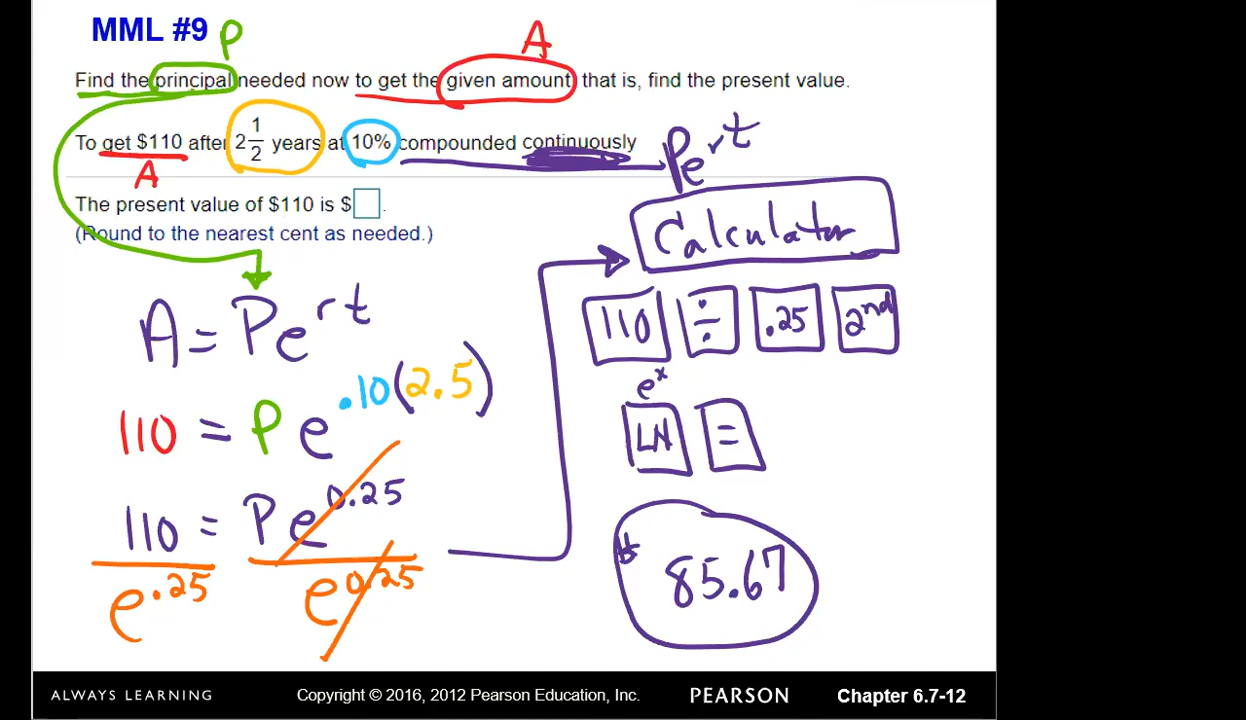 MML #9 P
A
Find the principal needed now to get the given amount, that is, find the present value.
To get $110 after 2 1/2 years at 10% compounded continuously
A
Pe^rt
The present value of $110 is $ .
(Round to the nearest cent as needed.)
Calculator
A = Pe^rt
110 ÷ .25 2nd
110 = Pe^.10(2.5)
e^x
LN =
110 = Pe^0.25
e^.25 e^0.25
$ 85.67
ALWAYS LEARNING Copyright © 2016, 2012 Pearson Education, Inc. PEARSON Chapter 6.7-12